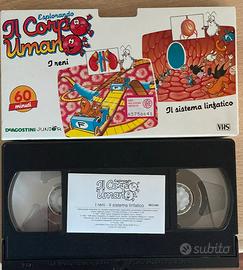 Esplorando
Il Corpo
Umano
I reni
60
minuti
DEAGOSTINI JUNIOR
Il sistema linfatico
VHS
Esplorando
Il Corpo
Umano
I reni - Il sistema linfatico
subito